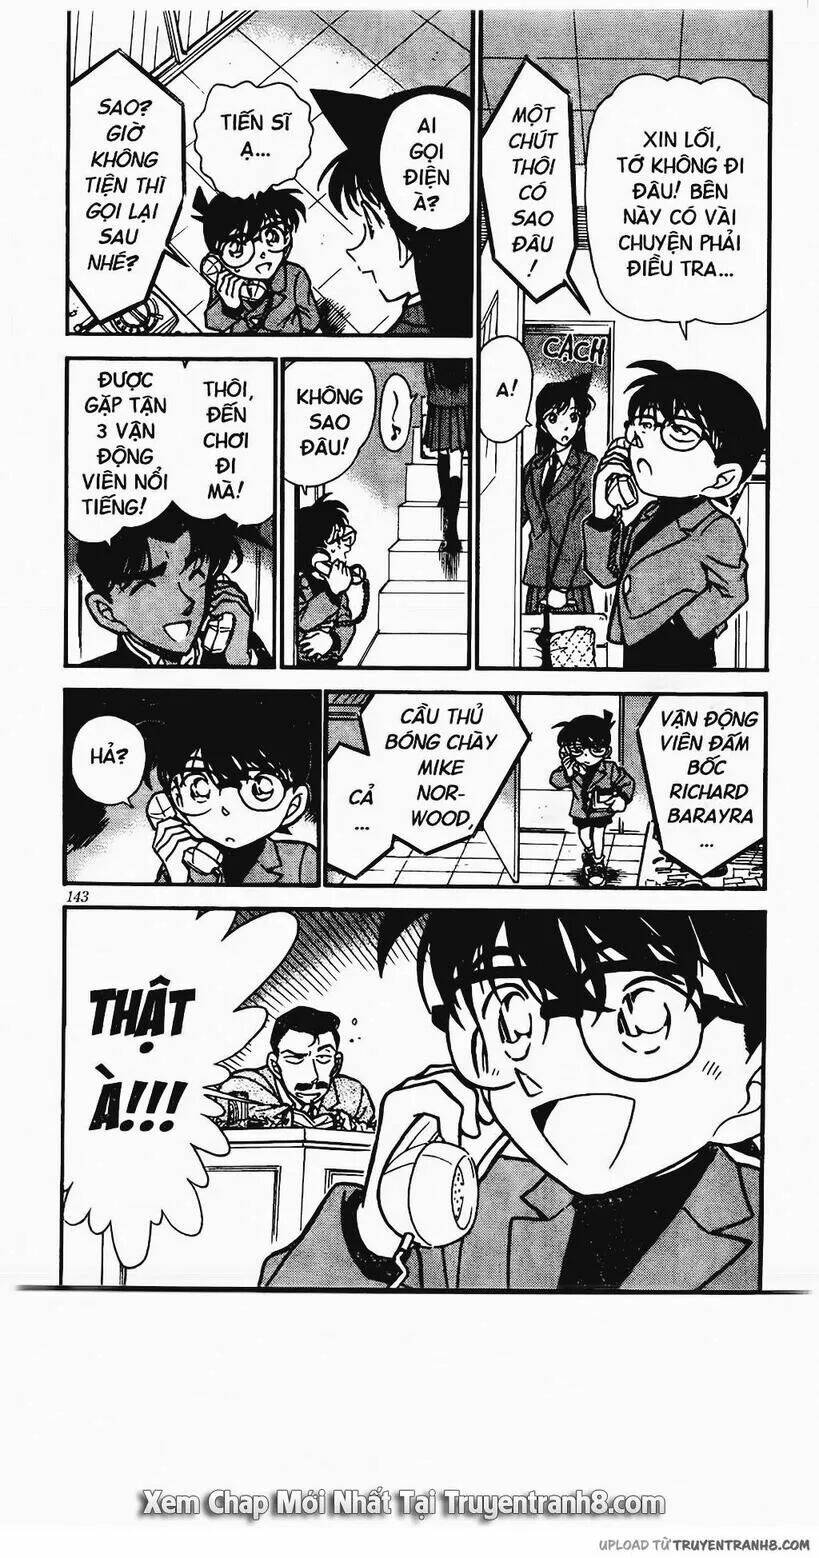 XIN LỖI,
TỚ KHÔNG ĐI
ĐÂU! BÊN
NÀY CÓ VÀI
CHUYỆN PHẢI
ĐIỀU TRA...
MỘT
CHÚT
THÔI
CÓ
SAO
ĐÂU
!
CẠCH
A!
AI
GỌI
ĐIỆN
À?
TIẾN SĨ
Ạ...
SAO?
GIỜ
KHÔNG
TIỆN THÌ
GỌI LẠI
SAU
NHÉ?
KHÔNG
SAO
ĐÂU!
THÔI,
ĐẾN
CHƠI
ĐI
MÀ!
ĐƯỢC
GẶP TẬN
3 VẬN
ĐỘNG
VIÊN NỔI
TIẾNG!
VẬN ĐỘNG
VIÊN ĐẤM
BỐC
RICHARD
BARAYRA
...
CẦU THỦ
BÓNG CHÀY
MIKE
NOR-
WOOD,
CẢ
...
HẢ?
143
THẬT
À!!!
Xem Chap Mới Nhất Tại Truyentranh8.com
UPLOAD TỪ TRUYENTRANH8.COM